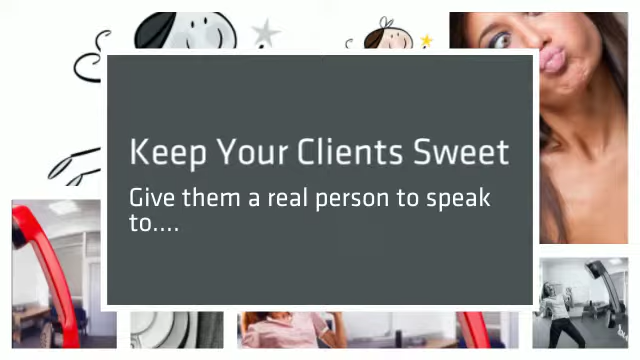 Keep Your Clients Sweet
Give them a real person to speak
to....